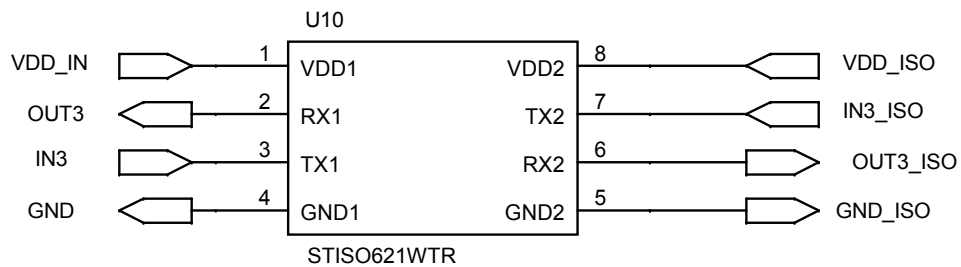 U10
VDD_IN 1 VDD1 VDD2 8 VDD_ISO
OUT3 2 RX1 TX2 7 IN3_ISO
IN3 3 TX1 RX2 6 OUT3_ISO
GND 4 GND1 GND2 5 GND_ISO
STISO621WTR